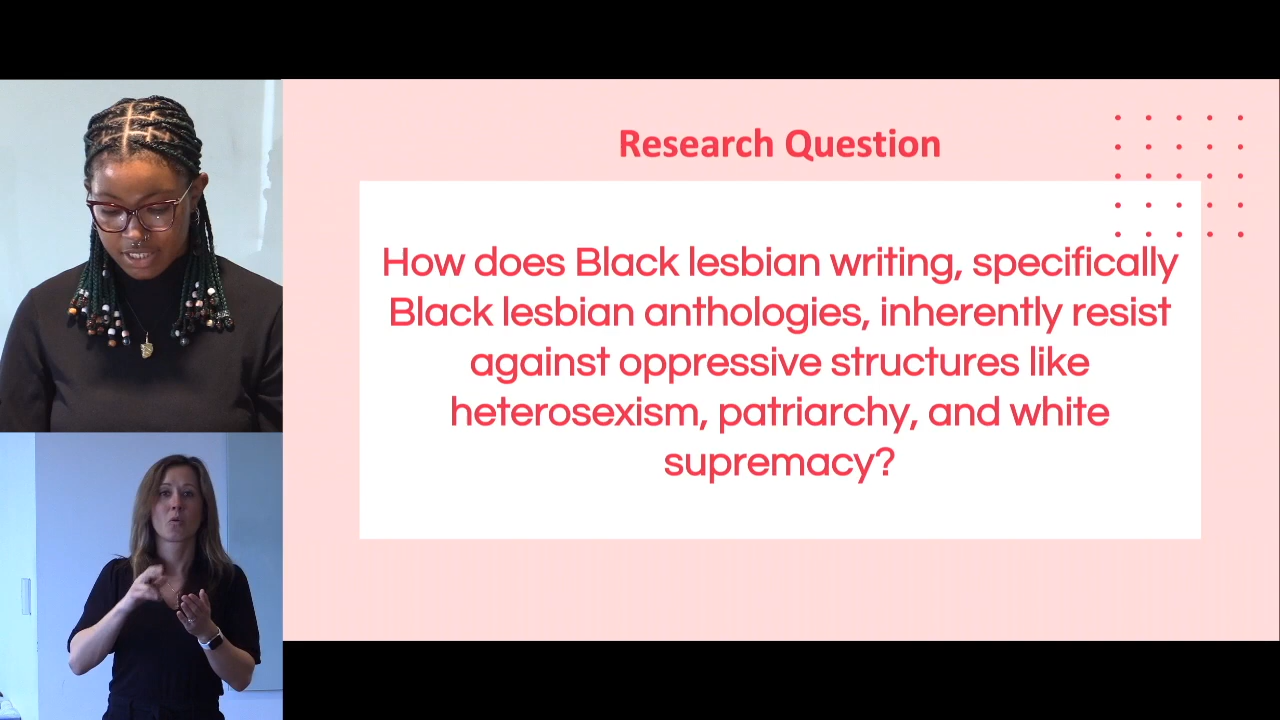 Research Question
How does Black lesbian writing, specifically
Black lesbian anthologies, inherently resist
against oppressive structures like
heterosexism, patriarchy, and white
supremacy?